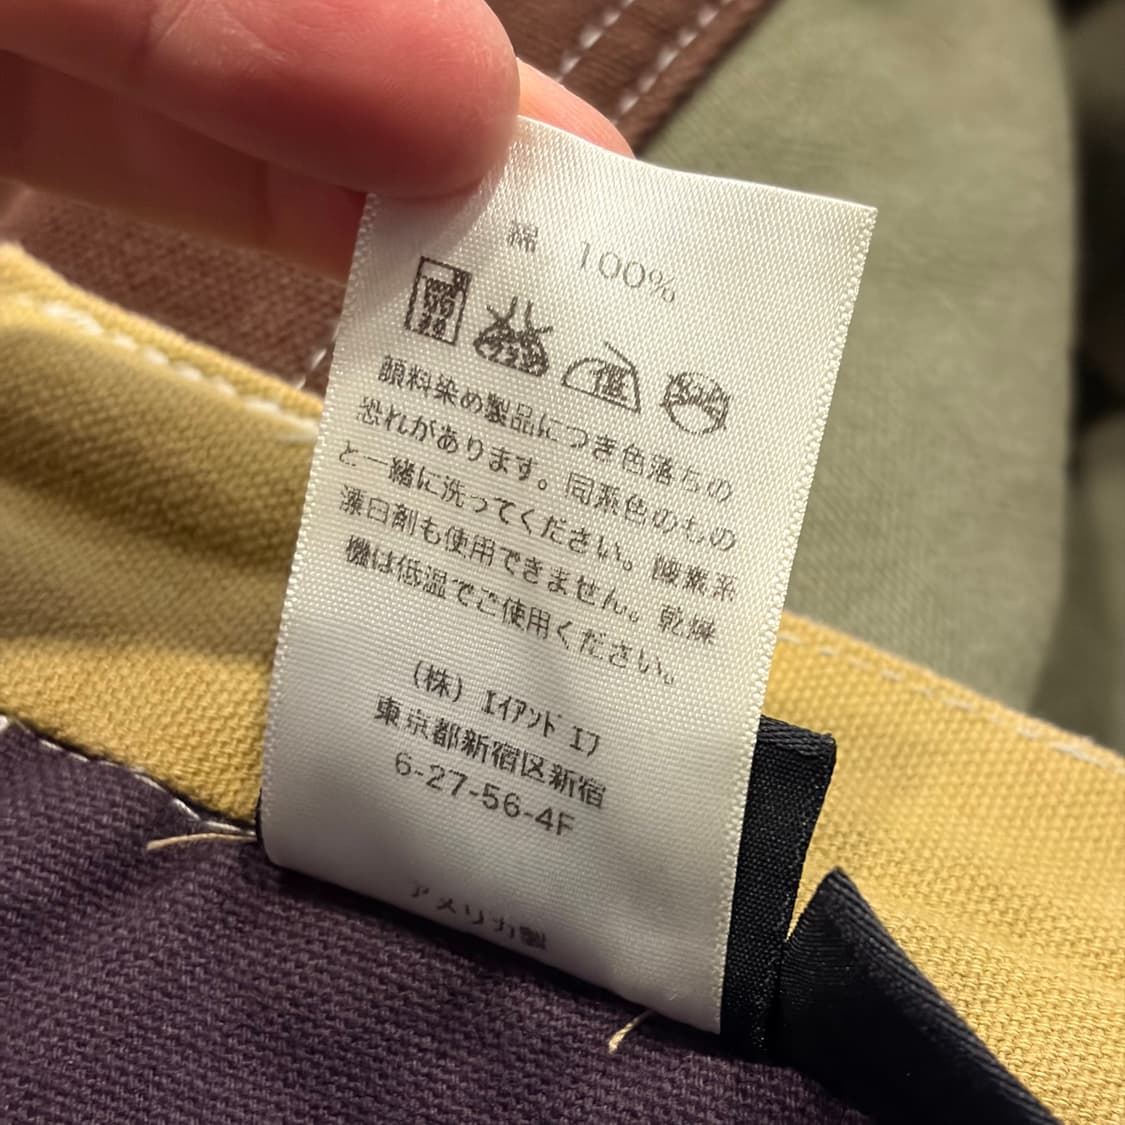 綿 100%
低
顔料染め製品につき色落ちの
恐れがあります。同系色のもの
と一緒に洗ってください。酸素系
漂白剤も使用できません。乾燥
機は低温でご使用ください。
(株) エイアンド エフ
東京都新宿区新宿
6-27-56-4F
アメリカ製